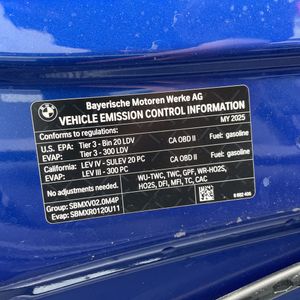 BMW
Bayerische Motoren Werke AG
VEHICLE EMISSION CONTROL INFORMATION
Conforms to regulations: MY 2025
U.S. EPA: Tier 3 - Bin 20 LDV CA OBD II Fuel: gasoline
EVAP: Tier 3 - 300 LDV
California: LEV IV - SULEV 20 PC CA OBD II Fuel: gasoline
EVAP: LEV III - 300 PC
Group: SBMXV02.0M4P WU-TWC, TWC, GPF, WR-HO2S,
Evap: SBMXR0120U11 HO2S, DFI, MFI, TC, CAC